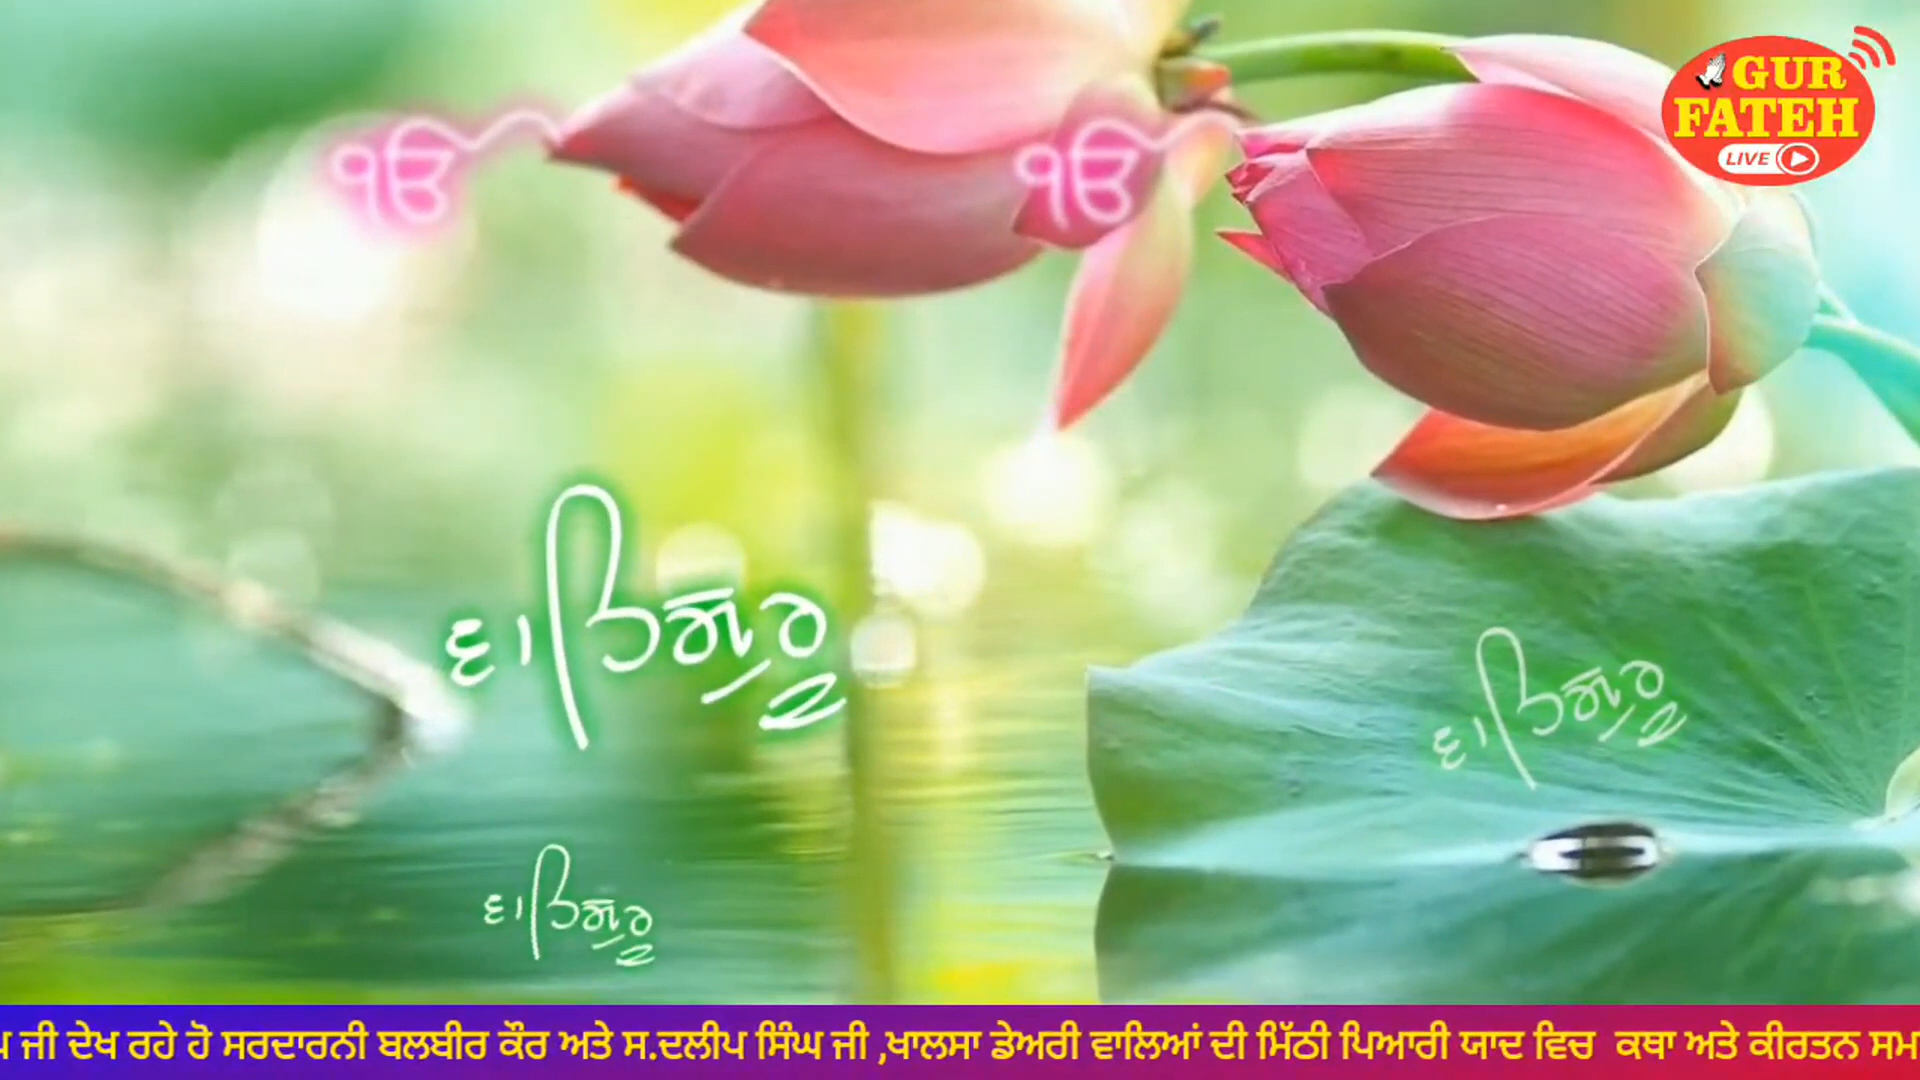 GUR
FATEH
LIVE
ੴ ੴ
ਵਾਹਿਗੁਰੂ
ਵਾਹਿਗੁਰੂ
ਵਾਹਿਗੁਰੂ
ਜੀ ਦੇਖ ਰਹੇ ਹੋ ਸਰਦਾਰਨੀ ਬਲਬੀਰ ਕੌਰ ਅਤੇ ਸ.ਦਲੀਪ ਸਿੰਘ ਜੀ ,ਖਾਲਸਾ ਡੇਅਰੀ ਵਾਲਿਆਂ ਦੀ ਮਿੱਠੀ ਪਿਆਰੀ ਯਾਦ ਵਿਚ ਕਥਾ ਅਤੇ ਕੀਰਤਨ